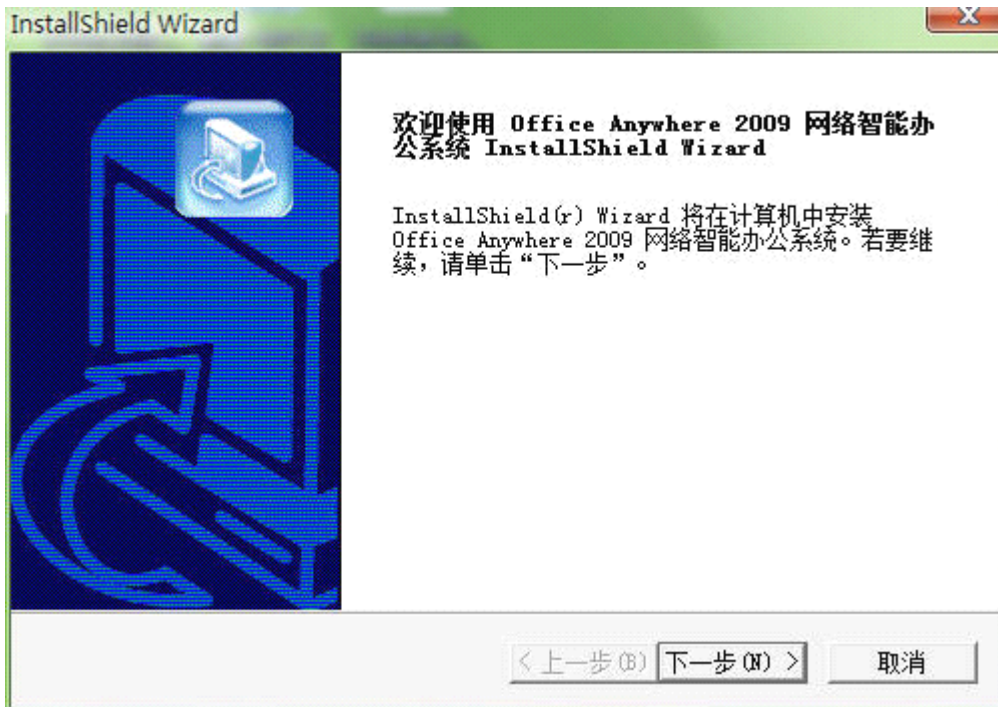 InstallShield Wizard
欢迎使用 Office Anywhere 2009 网络智能办
公系统 InstallShield Wizard
InstallShield(r) Wizard 将在计算机中安装
Office Anywhere 2009 网络智能办公系统。若要继
续，请单击“下一步”。
< 上一步(B) 下一步(N) > 取消